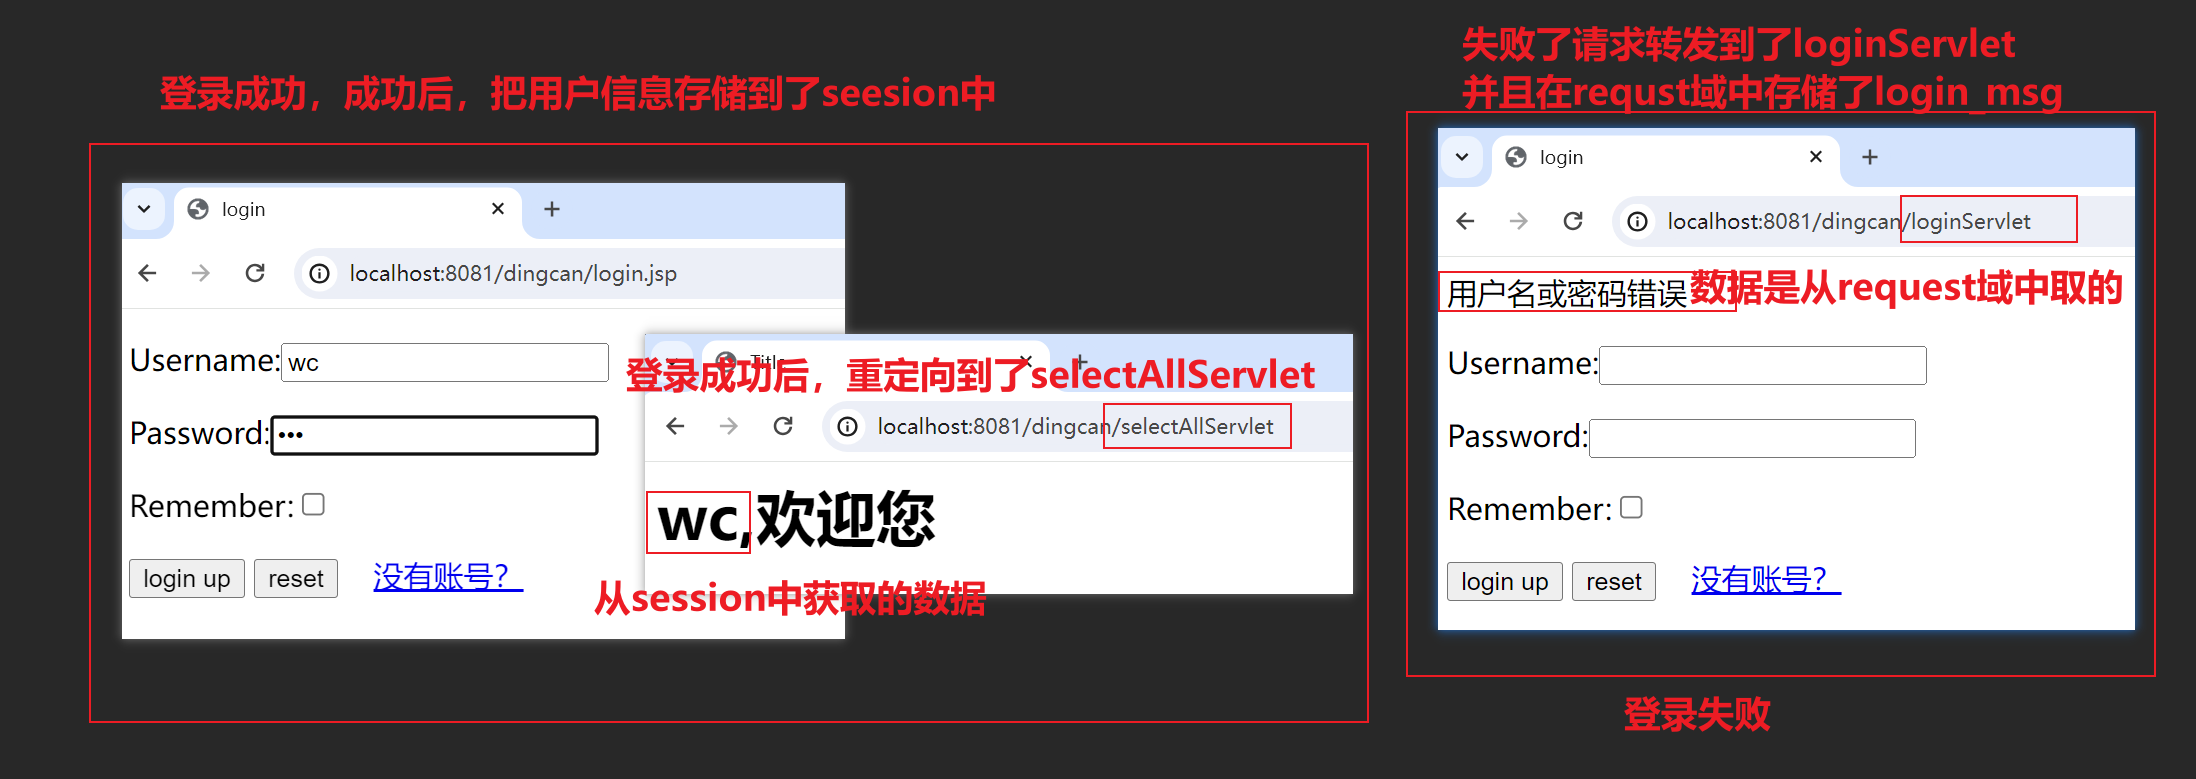 登录成功，成功后，把用户信息存储到了seesion中
login
localhost:8081/dingcan/login.jsp
Username:wc
Password:•••
Remember:
login up reset 没有账号？
登录成功后，重定向到了selectAllServlet
localhost:8081/dingcan/selectAllServlet
wc,欢迎您
从session中获取的数据
失败了请求转发到了loginServlet
并且在requst域中存储了login_msg
login
localhost:8081/dingcan/loginServlet
用户名或密码错误 数据是从request域中取的
Username:
Password:
Remember:
login up reset 没有账号？
登录失败